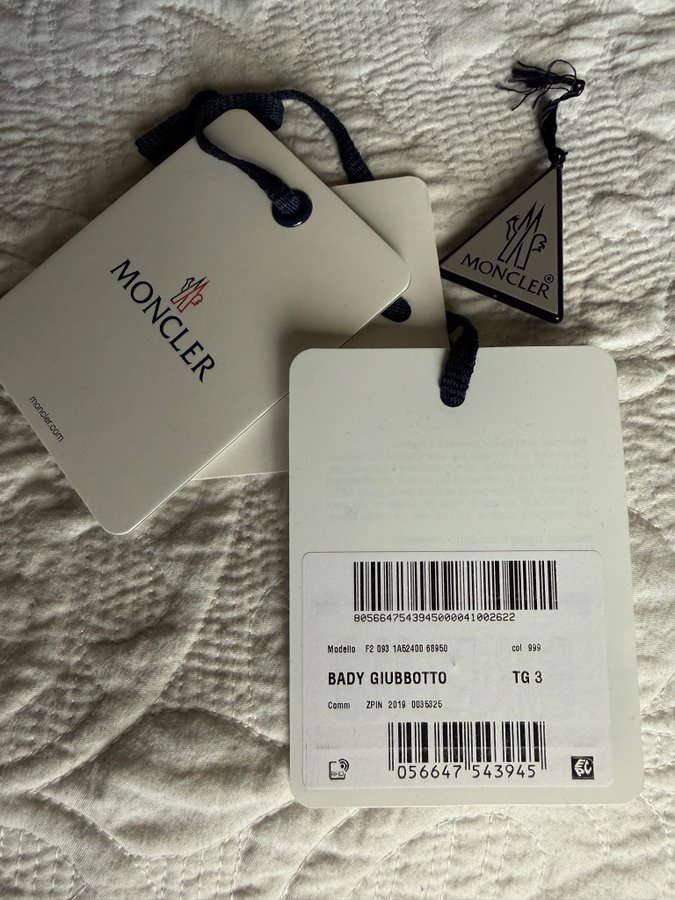 MONCLER
moncler.com
MONCLER®
8056647543945000041002622
Modello F2 093 1A52400 68950 col 999
BADY GIUBBOTTO TG 3
Comm ZPIN 2019 0035325
RFID
056647 543945